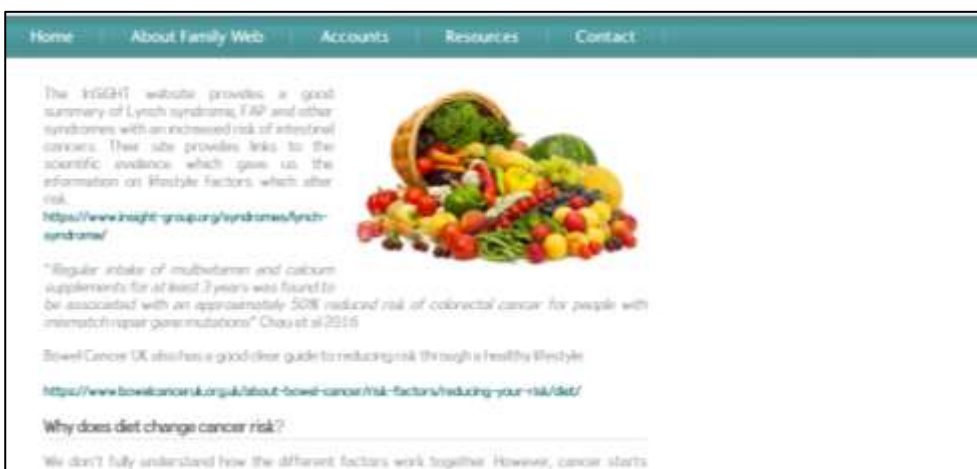 Home About Family Web Accounts Resources Contact
The InSiGHT website provides a good
summary of Lynch syndrome, FAP and other
syndromes with an increased risk of intestinal
cancers. Their site provides links to the
scientific evidence which gave us the
information on lifestyle factors which alter
risk.
https://www.insight-group.org/syndromes/lynch-
syndrome/
"Regular intake of multivitamin and calcium
supplements for at least 3 years was found to
be associated with an approximately 50% reduced risk of colorectal cancer for people with
mismatch repair gene mutations" Chau et al 2016
Bowel Cancer UK also has a good clear guide to reducing risk through a healthy lifestyle
https://www.bowelcanceruk.org.uk/about-bowel-cancer/risk-factors/reducing-your-risk/diet/
Why does diet change cancer risk?
We don't fully understand how the different factors work together. However, cancer starts